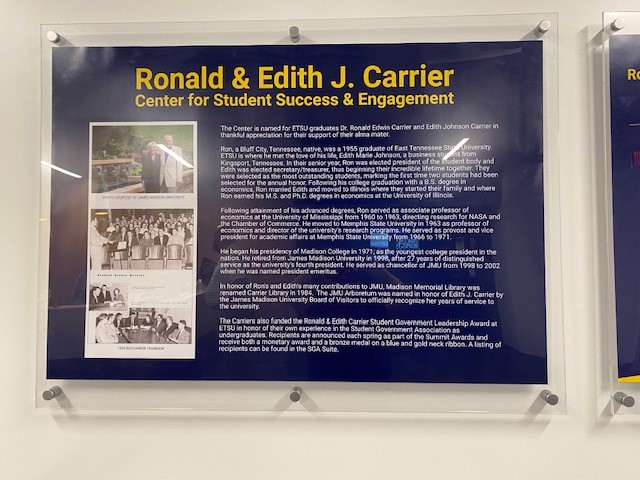 Ronald & Edith J. Carrier
Center for Student Success & Engagement
The Center is named for ETSU graduates Dr. Ronald Edwin Carrier and Edith Johnson Carrier in
thankful appreciation for their support of their alma mater.
Ron, a Bluff City, Tennessee, native, was a 1955 graduate of East Tennessee State University.
ETSU is where he met the love of his life, Edith Marie Johnson, a business student from
Kingsport, Tennessee. In their senior year, Ron was elected president of the student body and
Edith was elected secretary/treasurer, thus beginning their incredible lifetime together. They
were selected as the most outstanding students, marking the first time two students had been
selected for the annual honor. Following his college graduation with a B.S. degree in
economics, Ron married Edith and moved to Illinois where they started their family and where
Ron earned his M.S. and Ph.D. degrees in economics at the University of Illinois.
Following attainment of his advanced degrees, Ron served as associate professor of
economics at the University of Mississippi from 1960 to 1963, directing research for NASA and
the Chamber of Commerce. He moved to Memphis State University in 1963 as professor of
economics and director of the university's research programs. He served as provost and vice
president for academic affairs at Memphis State University from 1966 to 1971.
He began his presidency of Madison College in 1971, as the youngest college president in the
nation. He retired from James Madison University in 1998, after 27 years of distinguished
service as the university's fourth president. He served as chancellor of JMU from 1998 to 2002
when he was named president emeritus.
In honor of Ron's and Edith's many contributions to JMU, Madison Memorial Library was
renamed Carrier Library in 1984. The JMU Arboretum was named in honor of Edith J. Carrier by
the James Madison University Board of Visitors to officially recognize her years of service to
the university.
The Carriers also funded the Ronald & Edith Carrier Student Government Leadership Award at
ETSU in honor of their own experience in the Student Government Association as
undergraduates. Recipients are announced each spring as part of the Summit Awards and
receive both a monetary award and a bronze medal on a blue and gold neck ribbon. A listing of
recipients can be found in the SGA Suite.
PHOTO COURTESY OF JAMES MADISON UNIVERSITY
1955 BUCCANEER YEARBOOK
Ro